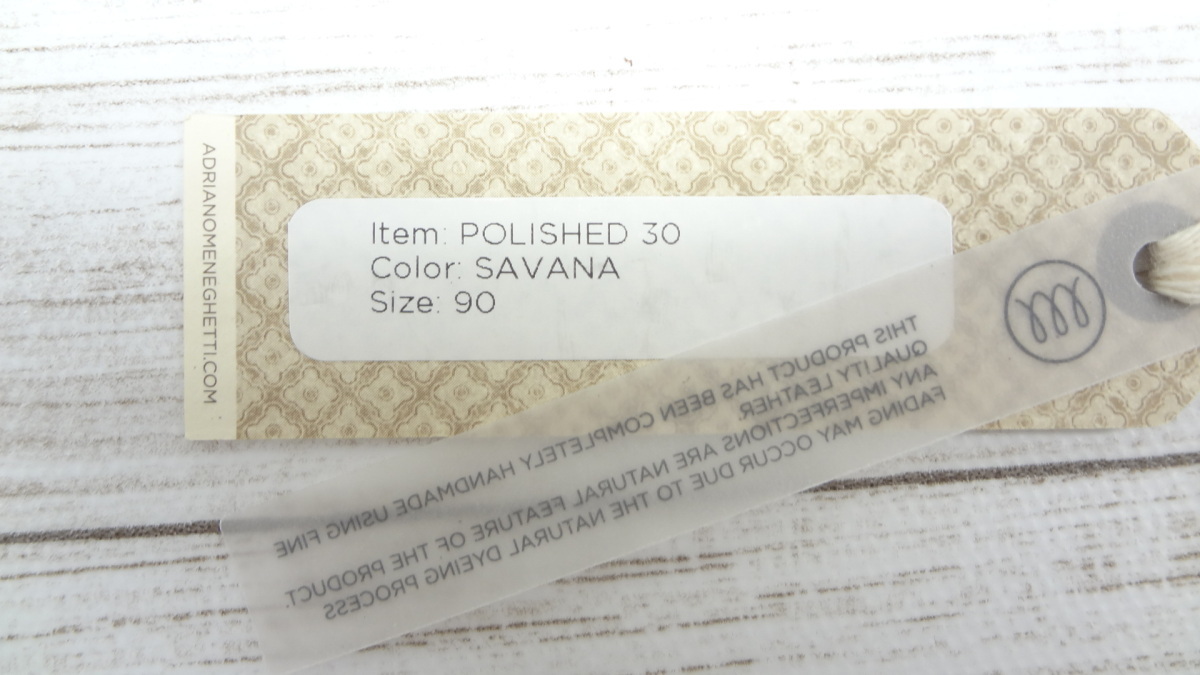 ADRIANOMENEGHETTI.COM
Item: POLISHED 30
Color: SAVANA
Size: 90
THIS PRODUCT HAS BEEN COMPLETELY HANDMADE USING FINE
QUALITY LEATHER.
ANY IMPERFECTIONS ARE NATURAL FEATURE OF THE PRODUCT.
FADING MAY OCCUR DUE TO THE NATURAL DYEING PROCESS